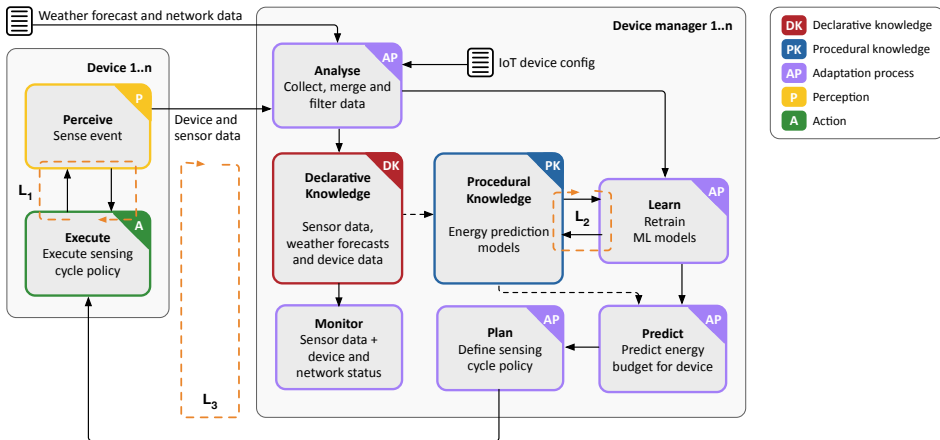 Weather forecast and network data
Device manager 1..n
Device 1..n
P
Perceive
Sense event
Device and
sensor data
AP
Analyse
Collect, merge and
filter data
IoT device config
DK
Declarative knowledge
PK
Procedural knowledge
AP
Adaptation process
P
Perception
A
Action
L1
A
Execute
Execute sensing
cycle policy
DK
Declarative
Knowledge
Sensor data,
weather forecasts
and device data
PK
Procedural
Knowledge
Energy prediction
models
L2
AP
Learn
Retrain
ML models
Monitor
Sensor data +
device and
network status
AP
Plan
Define sensing
cycle policy
AP
Predict
Predict energy
budget for device
L3